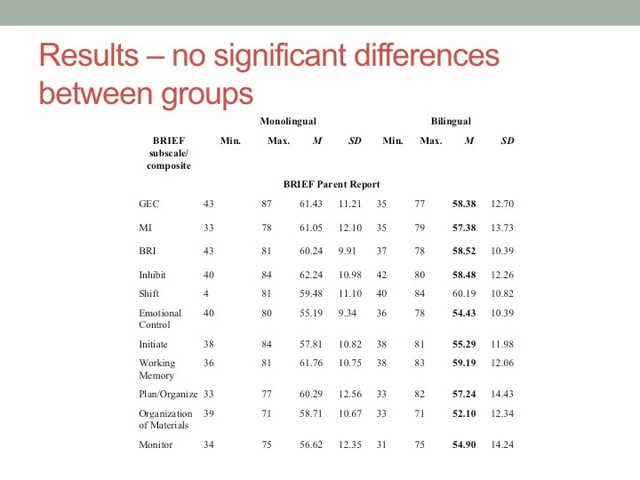 Results – no significant differences
between groups
Monolingual Bilingual
BRIEF subscale/ composite Min. Max. M SD Min. Max. M SD
BRIEF Parent Report
GEC 43 87 61.43 11.21 35 77 58.38 12.70
MI 33 78 61.05 12.10 35 79 57.38 13.73
BRI 43 81 60.24 9.91 37 78 58.52 10.39
Inhibit 40 84 62.24 10.98 42 80 58.48 12.26
Shift 4 81 59.48 11.10 40 84 60.19 10.82
Emotional 40 80 55.19 9.34 36 78 54.43 10.39
Control
Initiate 38 84 57.81 10.82 38 81 55.29 11.98
Working 36 81 61.76 10.75 38 83 59.19 12.06
Memory
Plan/Organize 33 77 60.29 12.56 33 82 57.24 14.43
Organization 39 71 58.71 10.67 33 71 52.10 12.34
of Materials
Monitor 34 75 56.62 12.35 31 75 54.90 14.24